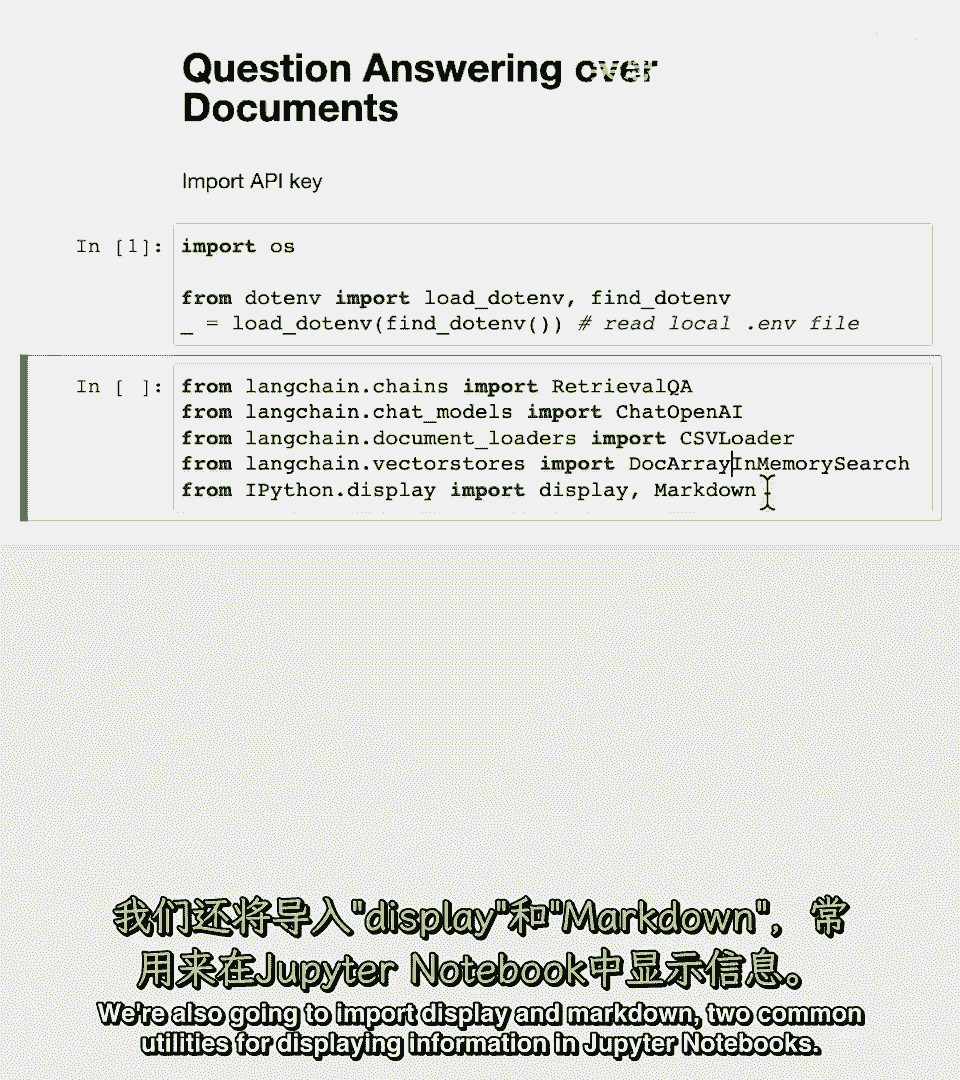 Question Answering over
Documents
Import API key
In [1]: import os
from dotenv import load_dotenv, find_dotenv
_ = load_dotenv(find_dotenv()) # read local .env file
In [ ]: from langchain.chains import RetrievalQA
from langchain.chat_models import ChatOpenAI
from langchain.document_loaders import CSVLoader
from langchain.vectorstores import DocArrayInMemorySearch
from IPython.display import display, Markdown
我们还将导入"display"和"Markdown"，常
用来在Jupyter Notebook中显示信息。
We're also going to import display and markdown, two common
utilities for displaying information in Jupyter Notebooks.